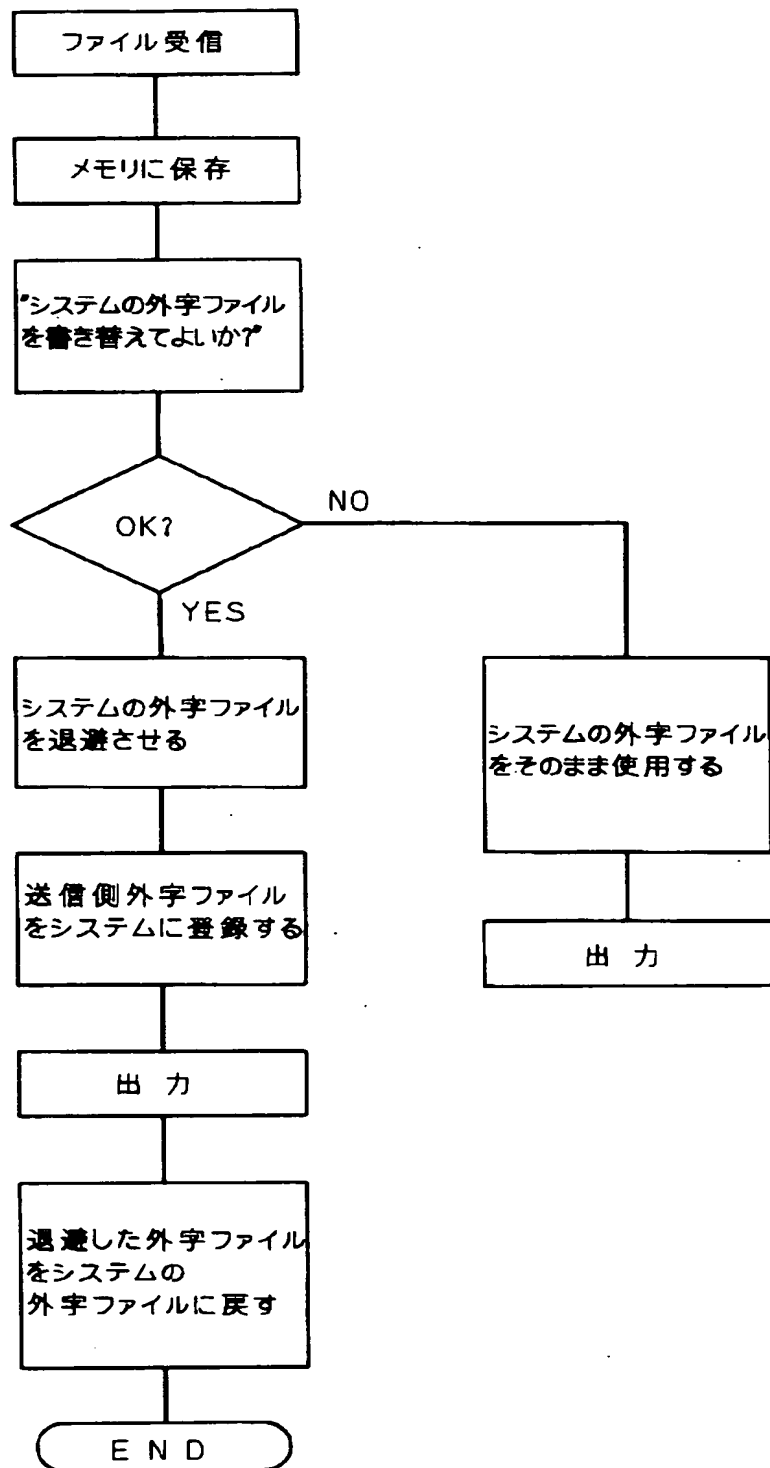 ファイル受信
メモリに保存
"システムの外字ファイル
を書き替えてよいか?"
OK?
NO
YES
システムの外字ファイル
を退避させる
システムの外字ファイル
をそのまま使用する
送信側外字ファイル
をシステムに登録する
出力
出力
退避した外字ファイル
をシステムの
外字ファイルに戻す
END